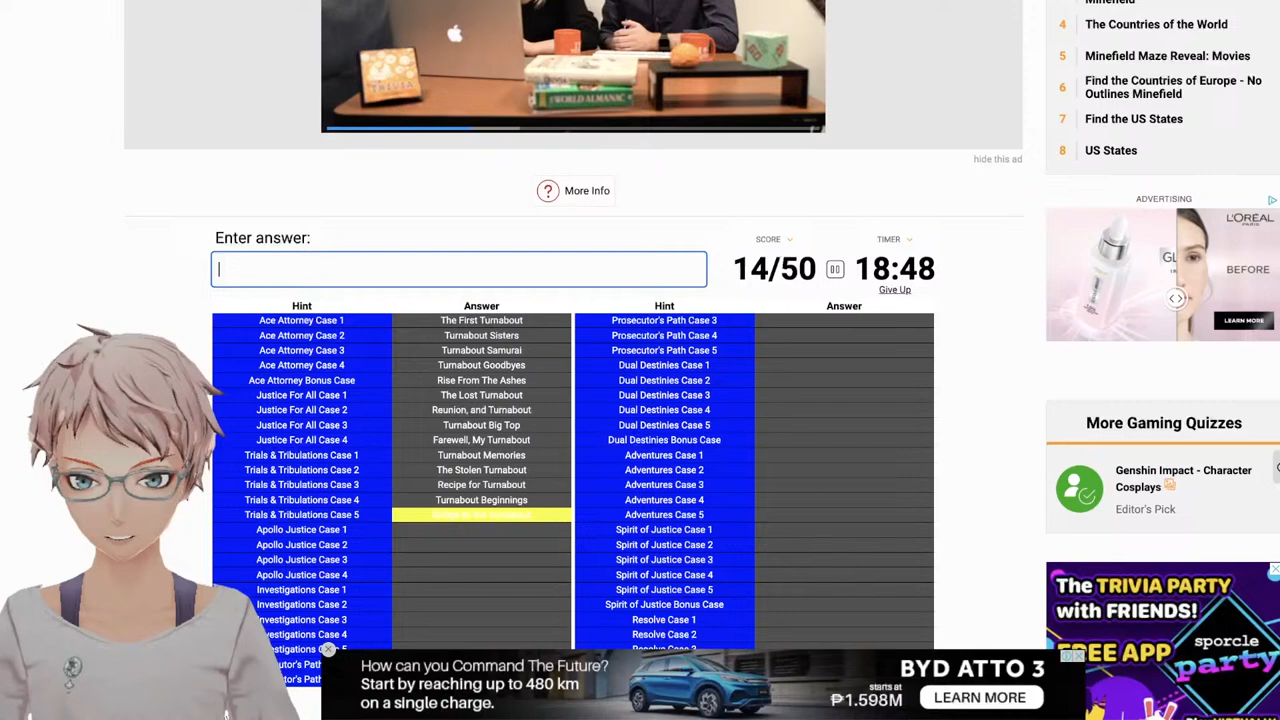 TRIVIA
WORLD ALMANAC
hide this ad
? More Info
Minefield
4 The Countries of the World
5 Minefield Maze Reveal: Movies
6 Find the Countries of Europe - No
Outlines Minefield
7 Find the US States
8 US States
ADVERTISING
L'ORÉAL
BEFORE
LEARN MORE
Enter answer:
SCORE
TIMER
14/50
18:48
Give Up
Hint Answer Hint Answer
Ace Attorney Case 1 The First Turnabout Prosecutor's Path Case 3
Ace Attorney Case 2 Turnabout Sisters Prosecutor's Path Case 4
Ace Attorney Case 3 Turnabout Samurai Prosecutor's Path Case 5
Ace Attorney Case 4 Turnabout Goodbyes Dual Destinies Case 1
Ace Attorney Bonus Case Rise From The Ashes Dual Destinies Case 2
Justice For All Case 1 The Lost Turnabout Dual Destinies Case 3
Justice For All Case 2 Reunion, and Turnabout Dual Destinies Case 4
Justice For All Case 3 Turnabout Big Top Dual Destinies Case 5
Justice For All Case 4 Farewell, My Turnabout Dual Destinies Bonus Case
Trials & Tribulations Case 1 Turnabout Memories Adventures Case 1
Trials & Tribulations Case 2 The Stolen Turnabout Adventures Case 2
Trials & Tribulations Case 3 Recipe for Turnabout Adventures Case 3
Trials & Tribulations Case 4 Turnabout Beginnings Adventures Case 4
Trials & Tribulations Case 5 Adventures Case 5
Apollo Justice Case 1 Spirit of Justice Case 1
Apollo Justice Case 2 Spirit of Justice Case 2
Apollo Justice Case 3 Spirit of Justice Case 3
Apollo Justice Case 4 Spirit of Justice Case 4
Investigations Case 1 Spirit of Justice Case 5
Investigations Case 2 Spirit of Justice Bonus Case
Case 3 Resolve Case 1
Case 4 Resolve Case 2
More Gaming Quizzes
Genshin Impact - Character
Cosplays
Editor's Pick
The TRIVIA PARTY
with FRIENDS!
FREE APP
sporcle
party
How can you Command The Future?
Start by reaching up to 480 km
on a single charge.
BYD ATTO 3
starts at
₱1.598M
LEARN MORE